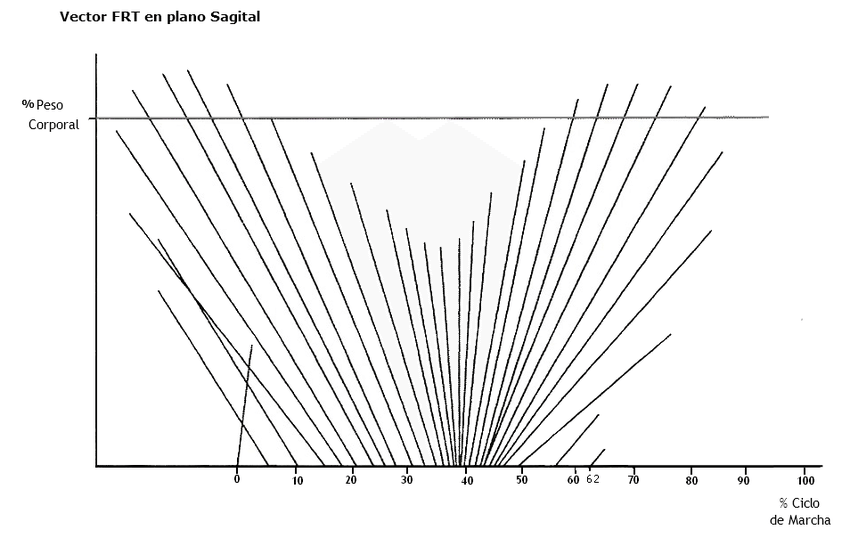 Vector FRT en plano Sagital
% Peso
Corporal
0 10 20 30 40 50 60 62 70 80 90 100
% Ciclo
de Marcha